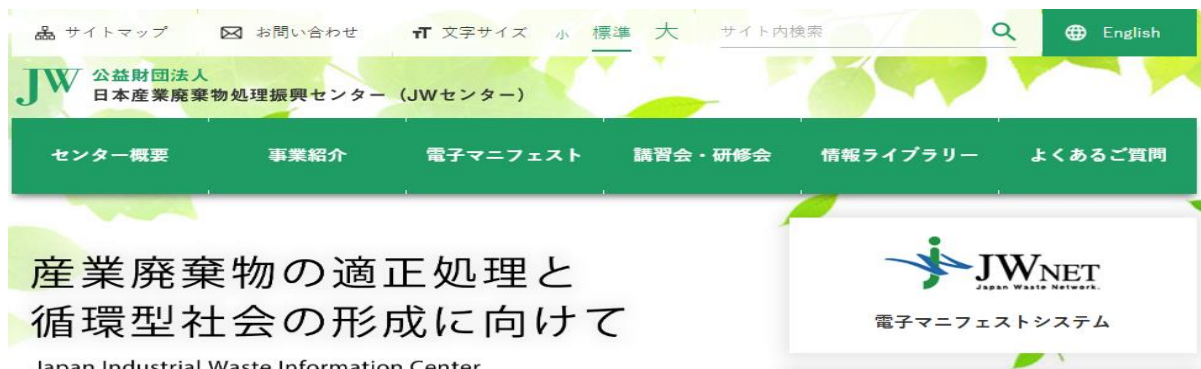 サイトマップ お問い合わせ 文字サイズ 小 標準 大 サイト内検索 English
JW 公益財団法人
日本産業廃棄物処理振興センター（JWセンター）
センター概要 事業紹介 電子マニフェスト 講習会・研修会 情報ライブラリー よくあるご質問
産業廃棄物の適正処理と
循環型社会の形成に向けて
Japan Industrial Waste Information Center
JWNET
Japan Waste Network.
電子マニフェストシステム